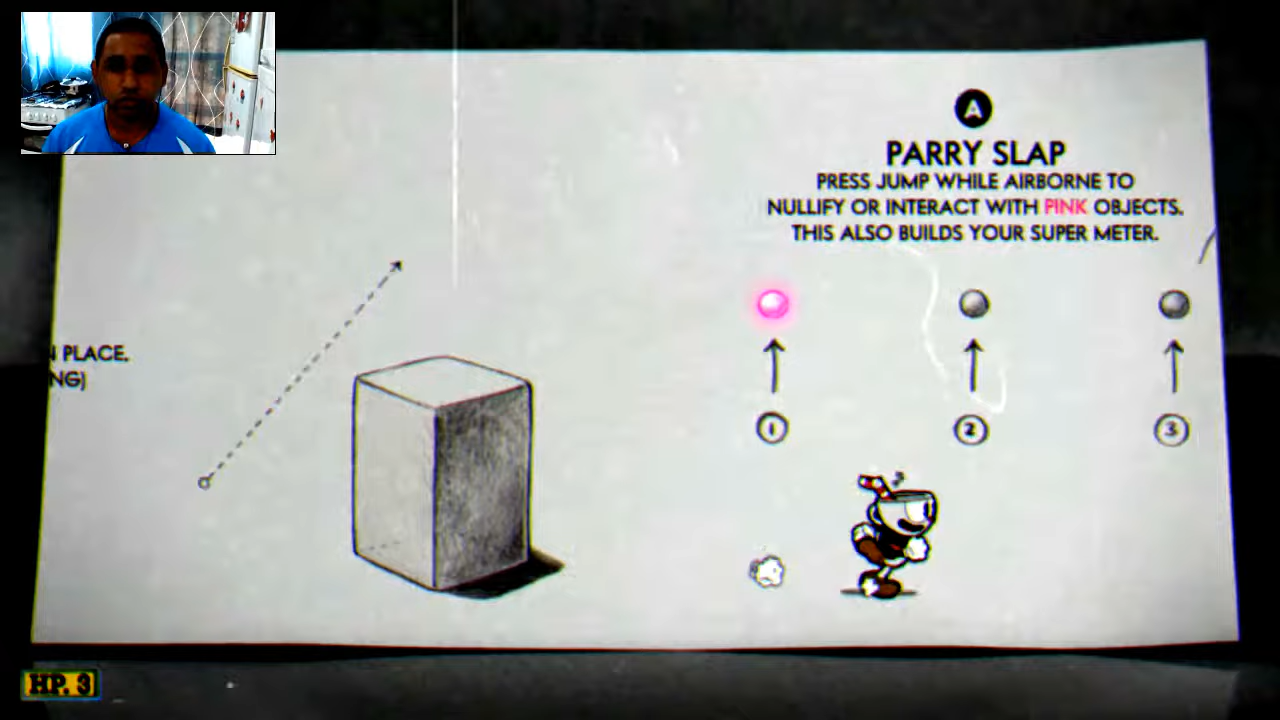 A
PARRY SLAP
PRESS JUMP WHILE AIRBORNE TO
NULLIFY OR INTERACT WITH PINK OBJECTS.
THIS ALSO BUILDS YOUR SUPER METER.
PLACE.
NG)
1 2 3
HP. 3